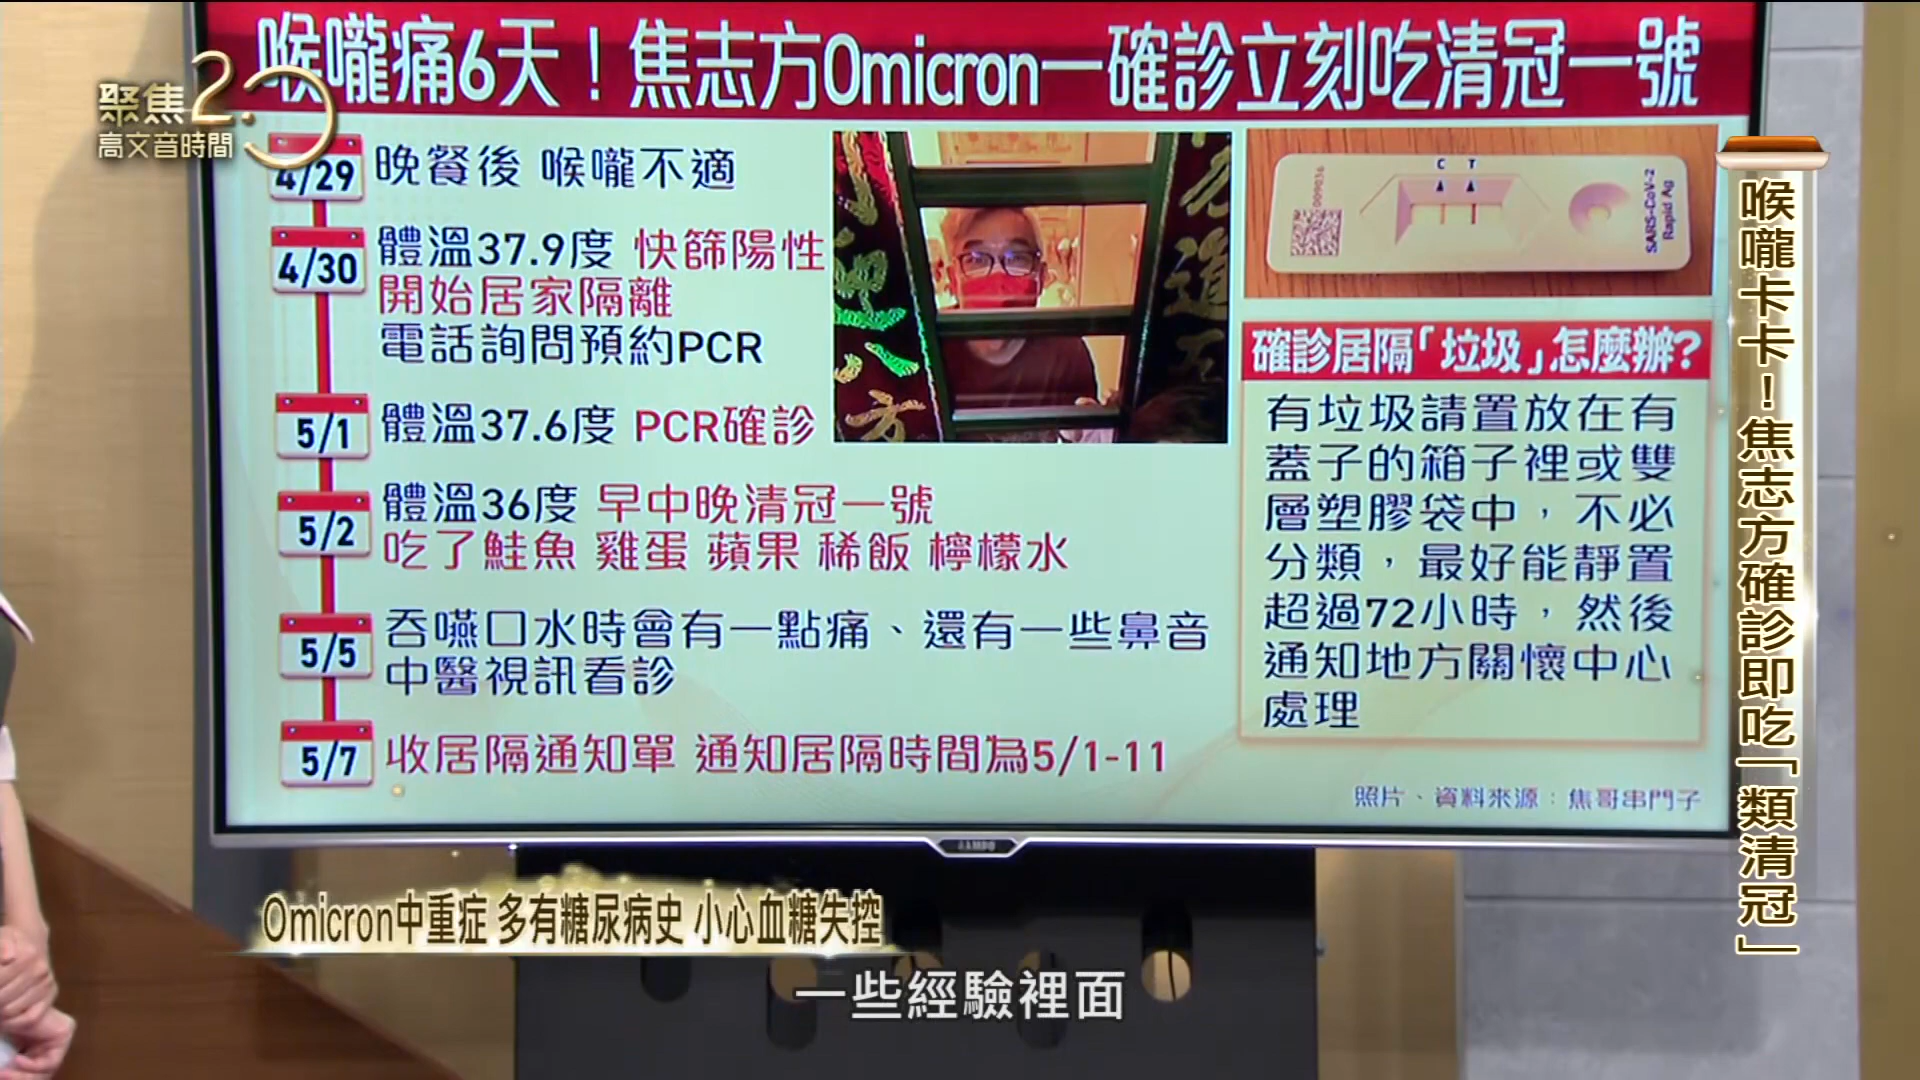 喉嚨痛6天！焦志方Omicron一確診立刻吃清冠一號
聚焦2.0
高文音時間
4/29
晚餐後 喉嚨不適
4/30
體溫37.9度 快篩陽性
開始居家隔離
電話詢問預約PCR
5/1
體溫37.6度 PCR確診
5/2
體溫36度 早中晚清冠一號
吃了鮭魚 雞蛋 蘋果 稀飯 檸檬水
5/5
吞嚥口水時會有一點痛、還有一些鼻音
中醫視訊看診
5/7
收居隔通知單 通知居隔時間為5/1-11
C T
SARS-CoV-2
Rapid Ag
確診居隔「垃圾」怎麼辦?
有垃圾請置放在有
蓋子的箱子裡或雙
層塑膠袋中，不必
分類，最好能靜置
超過72小時，然後
通知地方關懷中心
處理
照片、資料來源：焦哥串門子
喉嚨卡卡！焦志方確診即吃「類清冠」
Omicron中重症 多有糖尿病史 小心血糖失控
一些經驗裡面